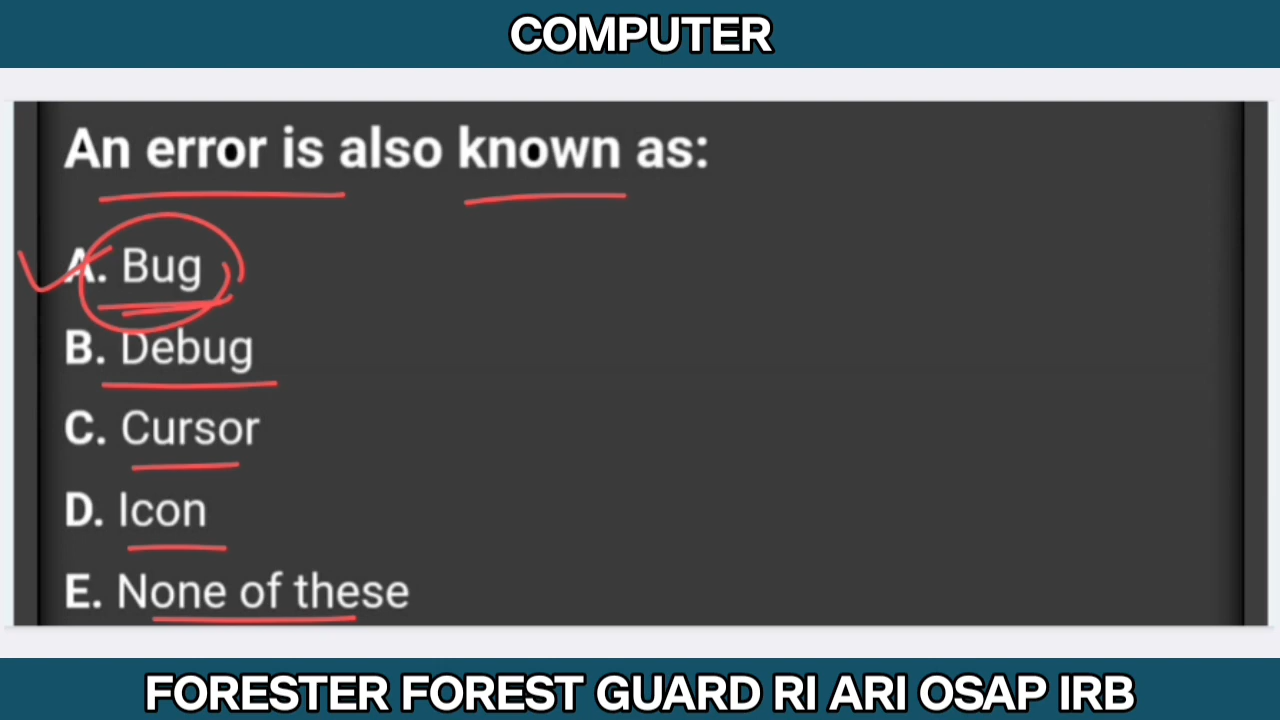 COMPUTER
An error is also known as:
A. Bug
B. Debug
C. Cursor
D. Icon
E. None of these
FORESTER FOREST GUARD RI ARI OSAP IRB